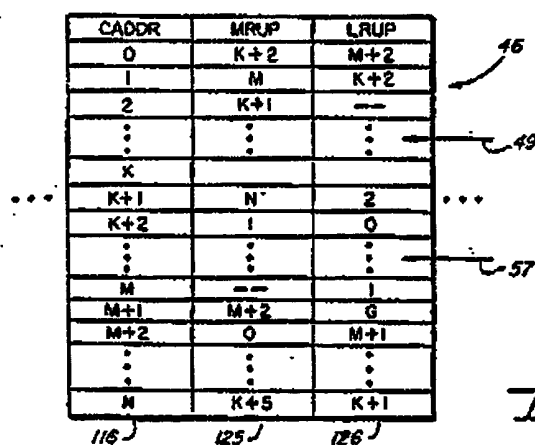 CADDR MRUP LRUP
0 K+2 M+2
1 M K+2
2 K+1 --
K
K+1 N 2
K+2 1 0
M -- 1
M+1 M+2 G
M+2 0 M+1
N K+5 K+1
46
49
57
116 125 126